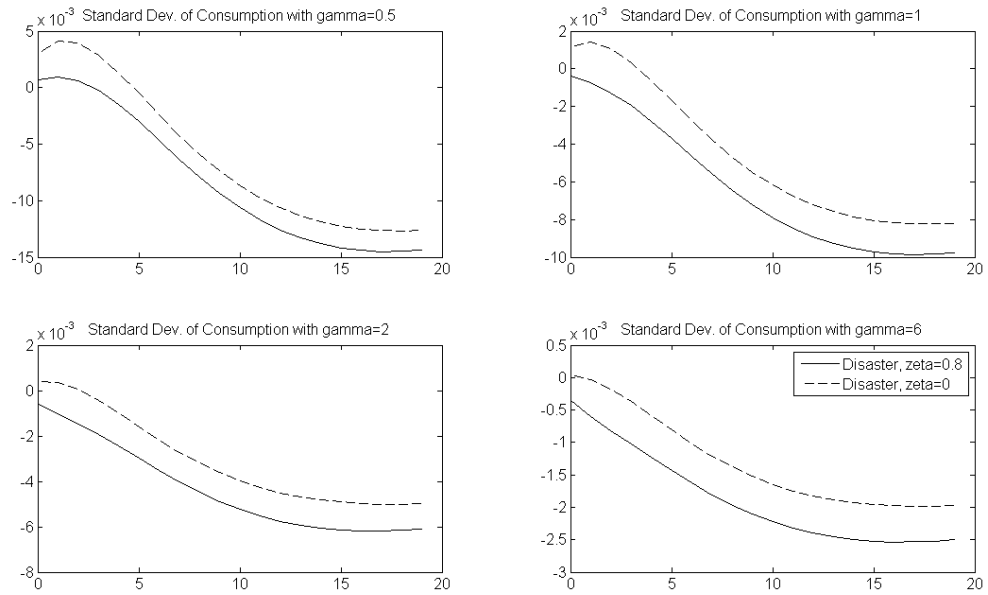 Standard Dev. of Consumption with gamma=0.5
x 10^-3
5
0
-5
-10
-15
0 5 10 15 20
Standard Dev. of Consumption with gamma=1
x 10^-3
2
0
-2
-4
-6
-8
-10
0 5 10 15 20
Standard Dev. of Consumption with gamma=2
x 10^-3
2
0
-2
-4
-6
-8
0 5 10 15 20
Standard Dev. of Consumption with gamma=6
x 10^-3
0.5
0
-0.5
-1
-1.5
-2
-2.5
-3
0 5 10 15 20
Disaster, zeta=0.8
Disaster, zeta=0